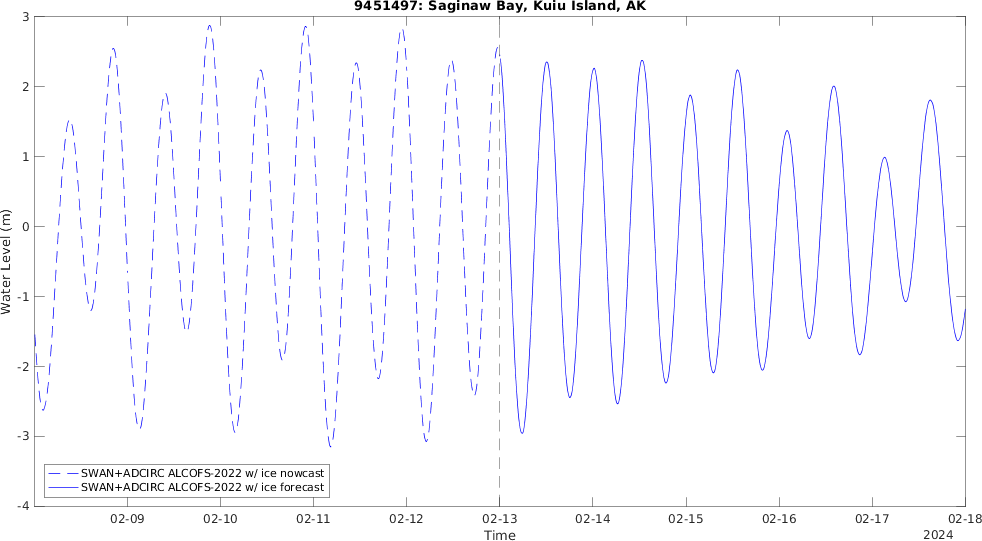 9451497: Saginaw Bay, Kuiu Island, AK
3
2
1
0
-1
-2
-3
-4
Water Level (m)
SWAN+ADCIRC ALCOFS-2022 w/ ice nowcast
SWAN+ADCIRC ALCOFS-2022 w/ ice forecast
02-09 02-10 02-11 02-12 02-13 02-14 02-15 02-16 02-17 02-18
Time
2024